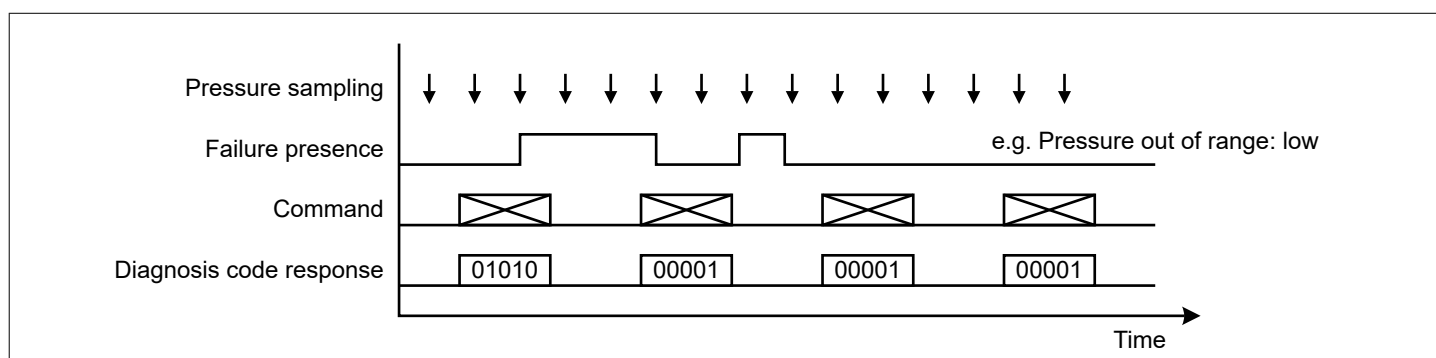 Pressure sampling
Failure presence
e.g. Pressure out of range: low
Command
Diagnosis code response
01010
00001
00001
00001
Time